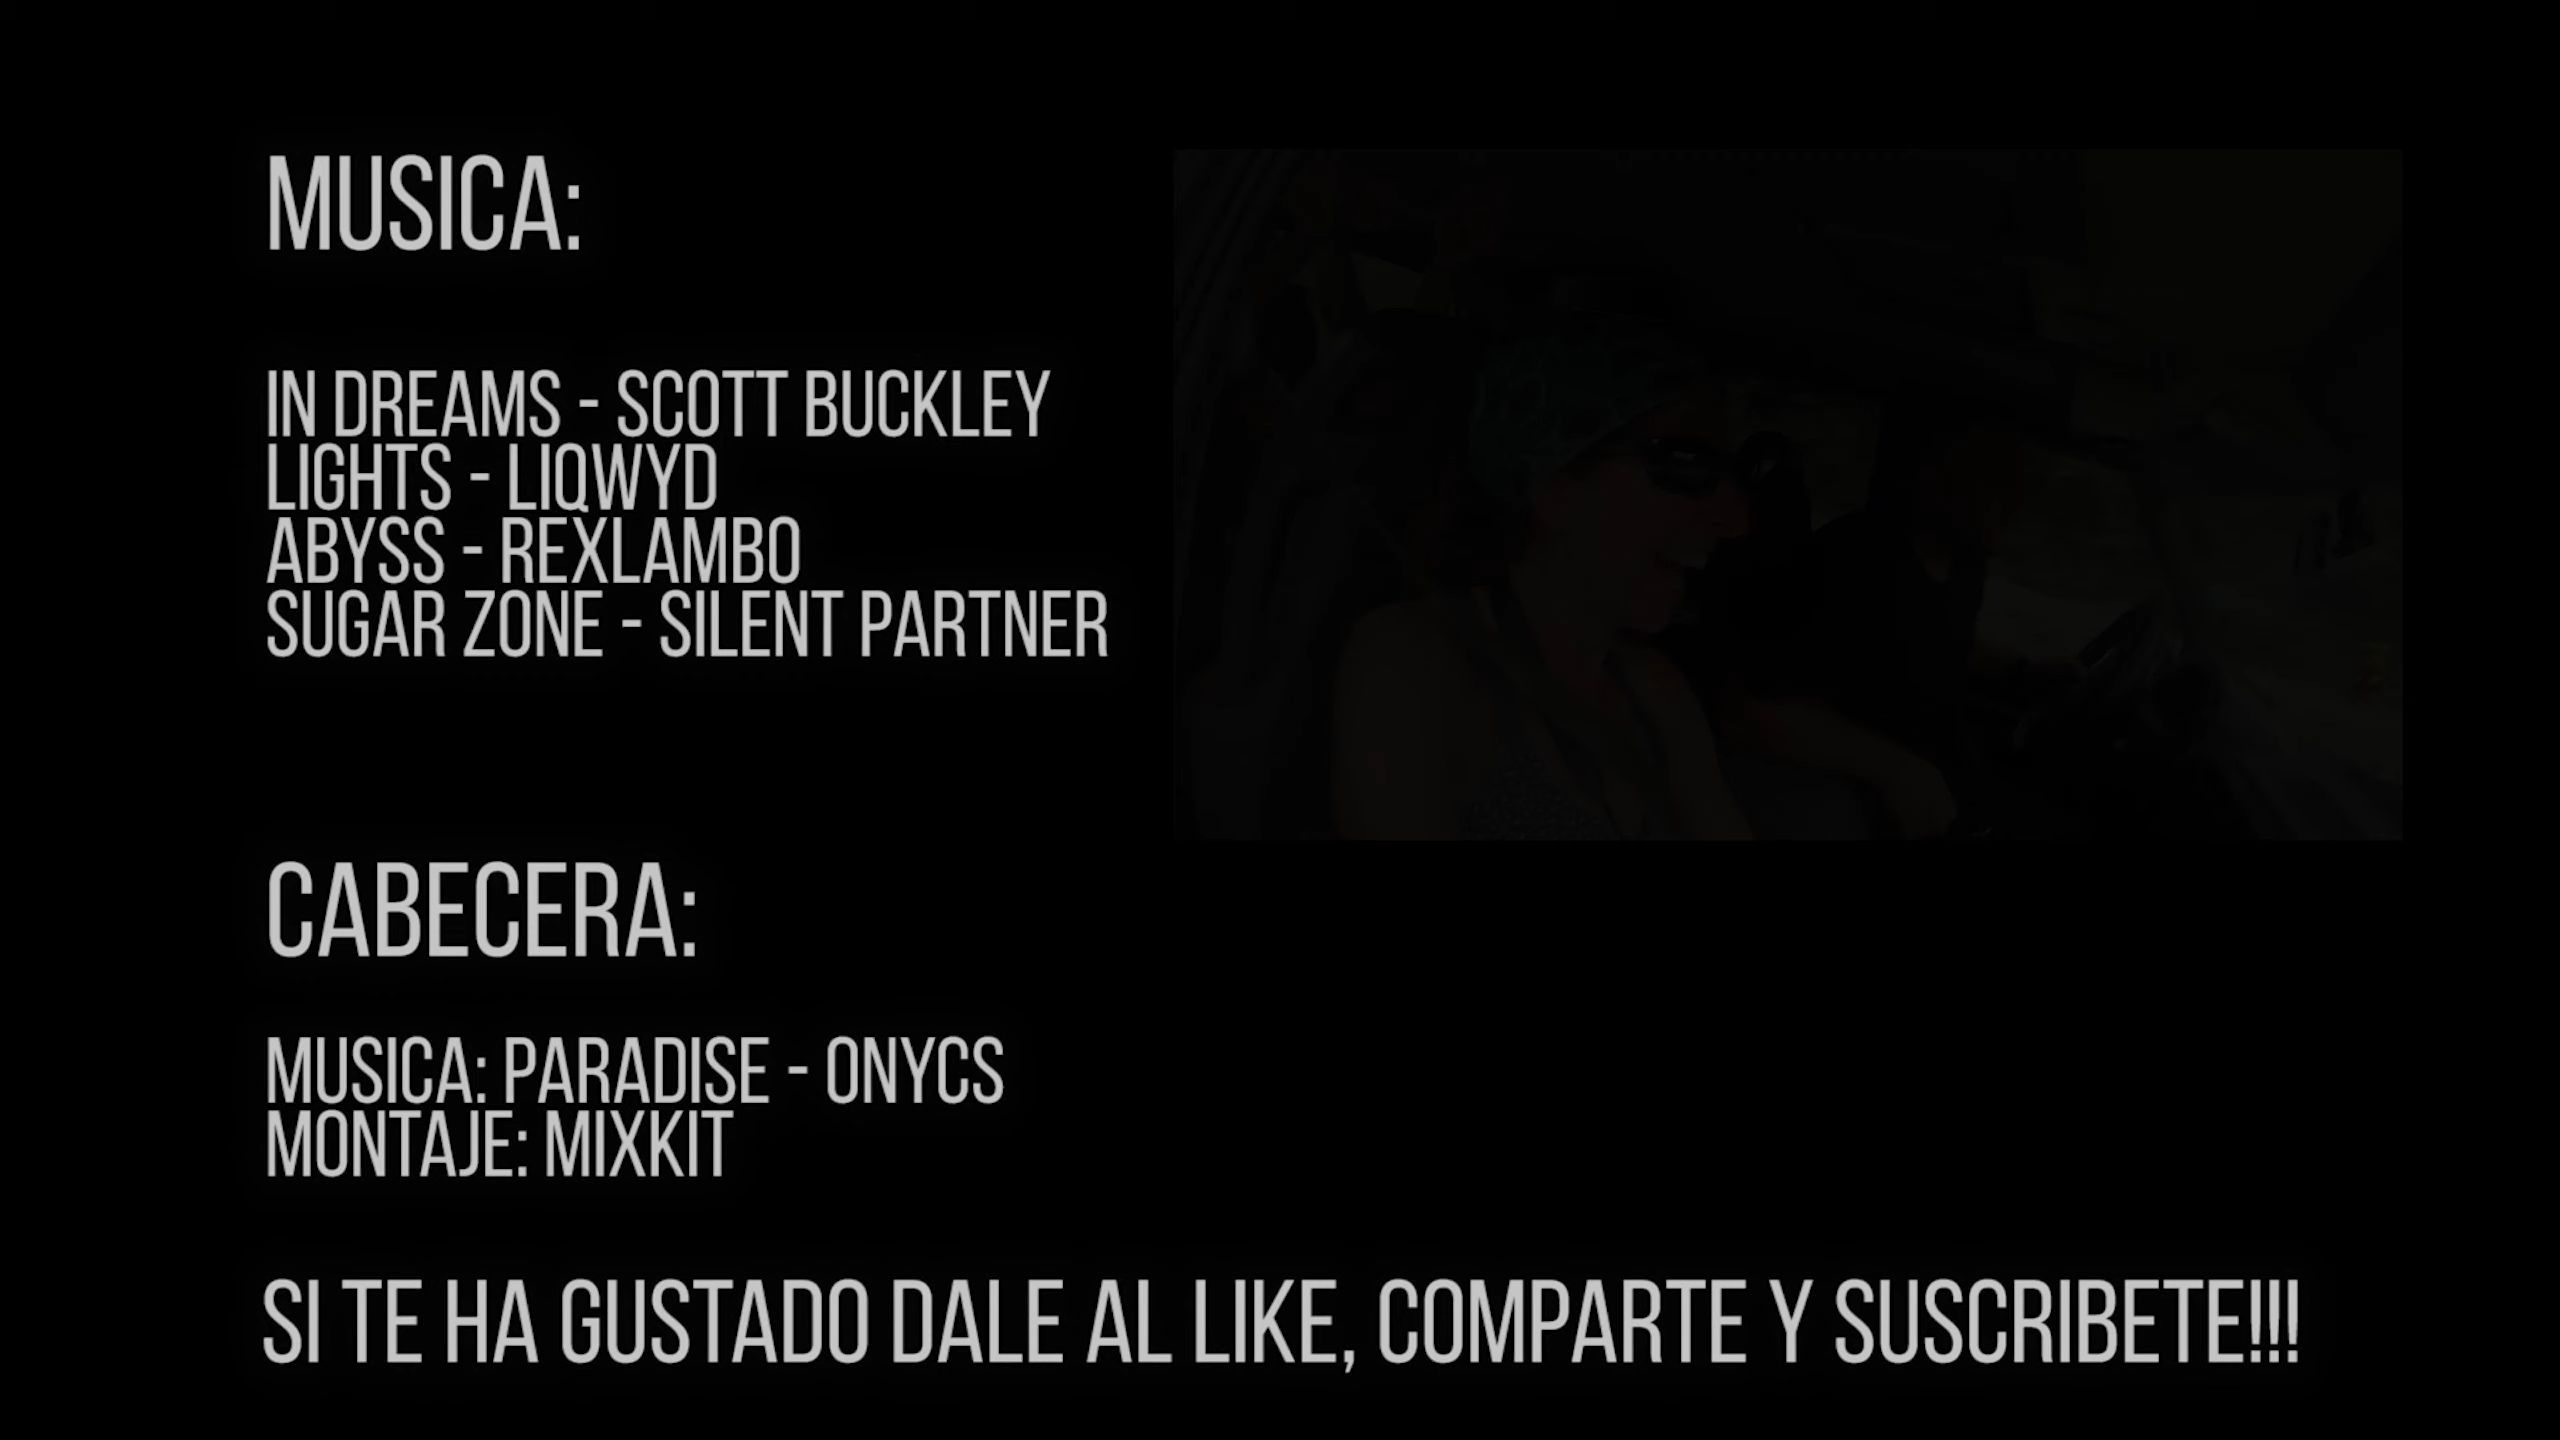 MUSICA:
IN DREAMS - SCOTT BUCKLEY
LIGHTS - LIQWYD
ABYSS - REXLAMBO
SUGAR ZONE - SILENT PARTNER
CABECERA:
MUSICA: PARADISE - ONYCS
MONTAJE: MIXKIT
SI TE HA GUSTADO DALE AL LIKE, COMPARTE Y SUSCRIBETE!!!